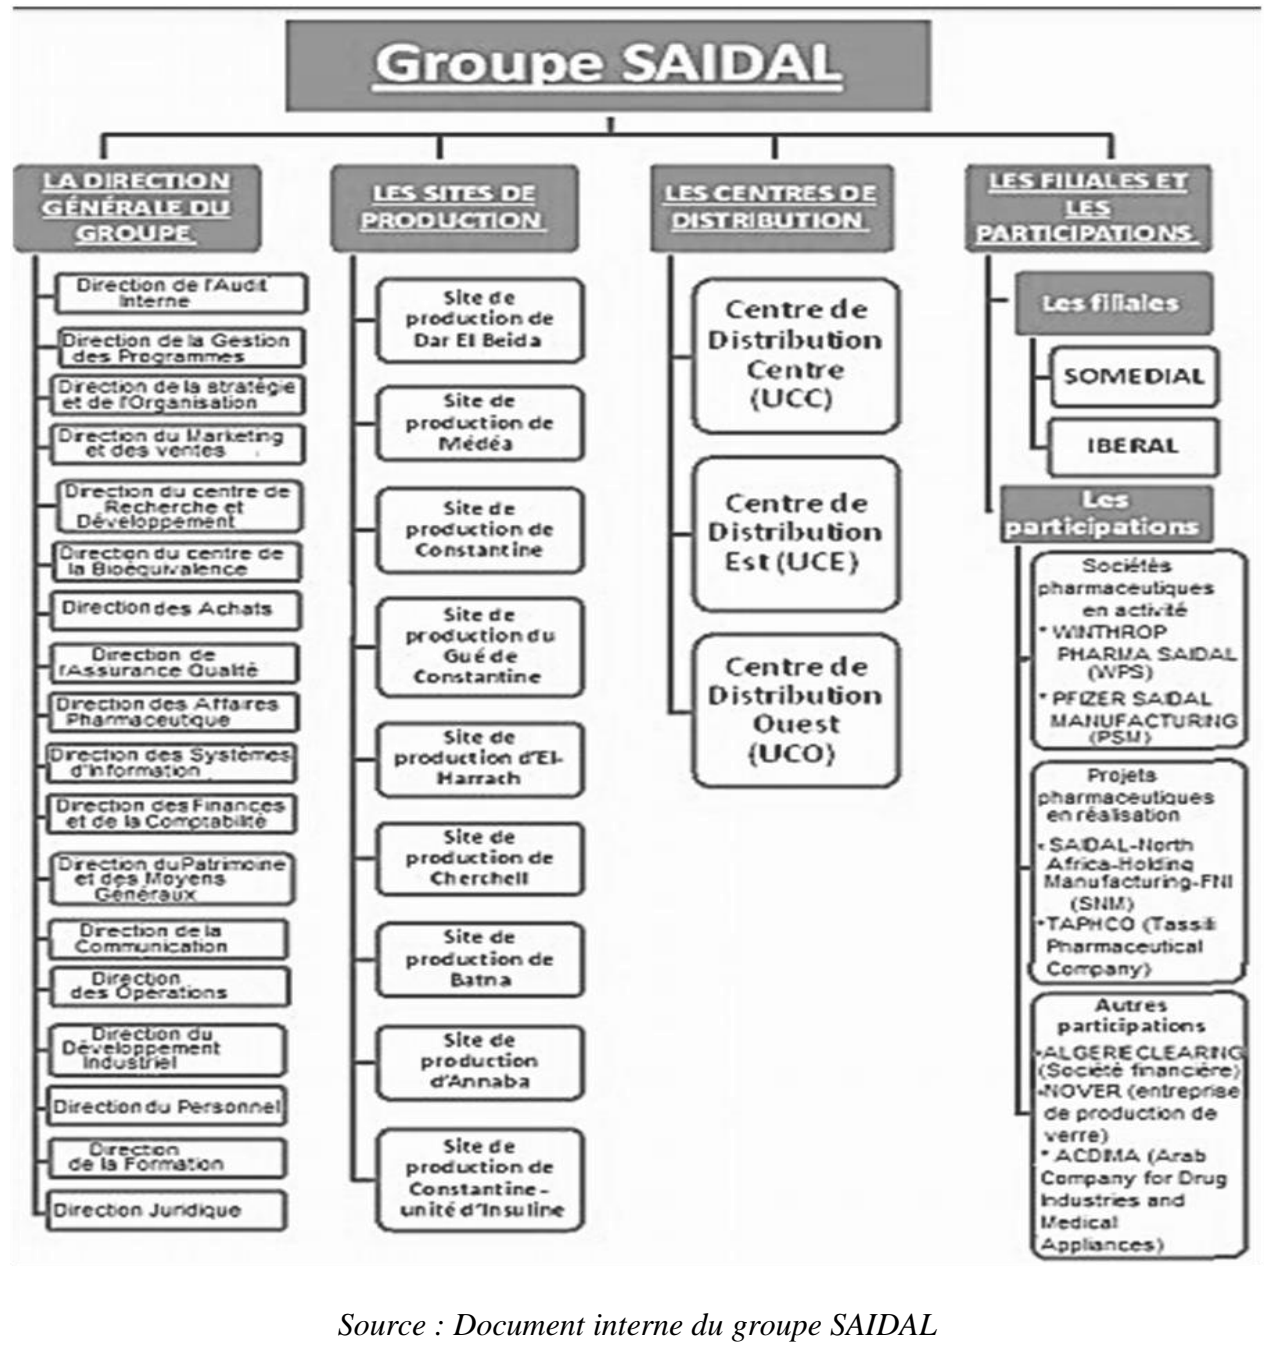 Groupe SAIDAL
LA DIRECTION
GÉNÉRALE DU
GROUPE
Direction de l'Audit
Interne
Direction de la Gestion
des Programmes
Direction de la stratégie
et de l'Organisation
Direction du Marketing
et des ventes
Direction du centre de
Recherche et
Développement
Direction du centre de
la Bioéquivalence
Direction des Achats
Direction de
l'Assurance Qualité
Direction des Affaires
Pharmaceutique
Direction des Systèmes
d'Information
Direction des Finances
et de la Comptabilité
Direction du Patrimoine
et des Moyens
Généraux
Direction de la
Communication
Direction
des Opérations
Direction du
Développement
Industriel
Direction du Personnel
Direction
de la Formation
Direction Juridique
LES SITES DE
PRODUCTION
Site de
production de
Dar El Beida
Site de
production de
Médéa
Site de
production de
Constantine
Site de
production du
Gué de
Constantine
Site de
production d'El-
Harrach
Site de
production de
Cherchell
Site de
production de
Batna
Site de
production
d'Annaba
Site de
production de
Constantine -
unité d'Insuline
LES CENTRES DE
DISTRIBUTION
Centre de
Distribution
Centre
(UCC)
Centre de
Distribution
Est (UCE)
Centre de
Distribution
Ouest
(UCO)
LES FILIALES ET
LES
PARTICIPATIONS
Les filiales
SOMEDIAL
IBERAL
Les
participations
Sociétés
pharmaceutiques
en activité
* WINTHROP
PHARMA SAIDAL
(WPS)
* PFIZER SAIDAL
MANUFACTURING
(PSM)
Projets
pharmaceutiques
en réalisation
• SAIDAL-North
Africa-Holding
Manufacturing-FNI
(SNM)
•TAPHCO (Tassili
Pharmaceutical
Company)
Autres
participations
•ALGERIE CLEARING
(Société financière)
•NOVER (entreprise
de production de
verre)
* ACDIMA (Arab
Company for Drug
Industries and
Medical
Appliances)
Source : Document interne du groupe SAIDAL